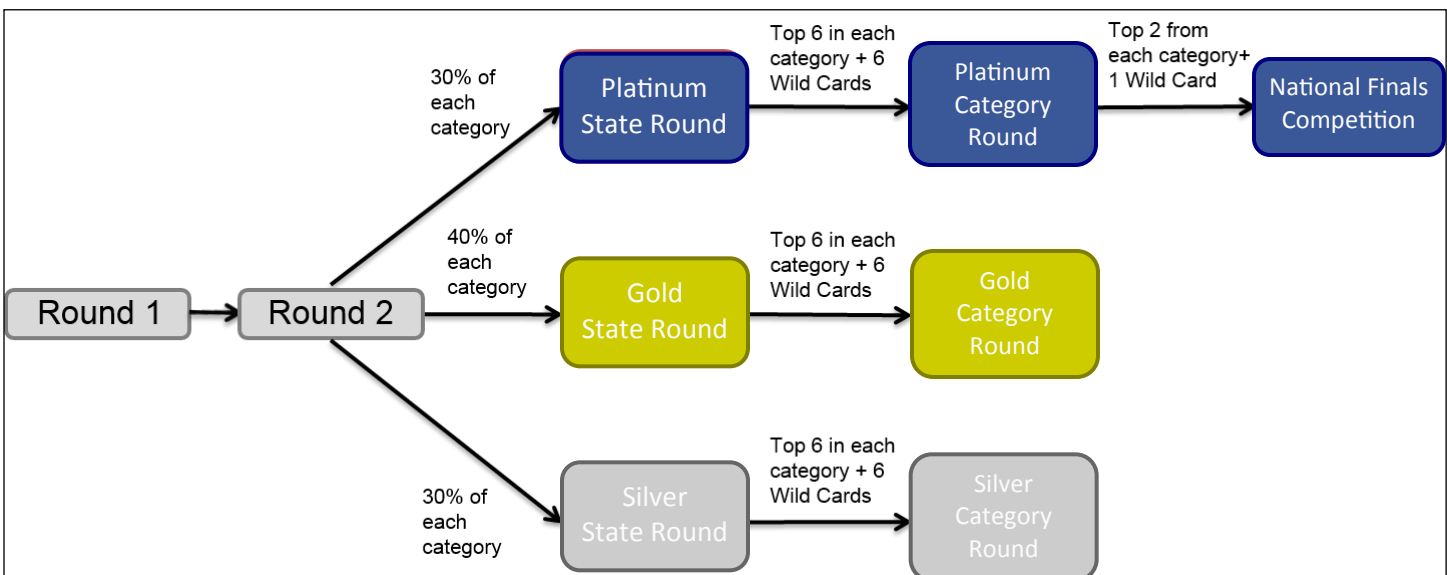 Top 6 in each
category + 6
Wild Cards
Top 2 from
each category+
1 Wild Card
30% of
each
category
Platinum
State Round
Platinum
Category
Round
National Finals
Competition
40% of
each
category
Top 6 in each
category + 6
Wild Cards
Round 1
Round 2
Gold
State Round
Gold
Category
Round
Top 6 in each
category + 6
Wild Cards
30% of
each
category
Silver
State Round
Silver
Category
Round